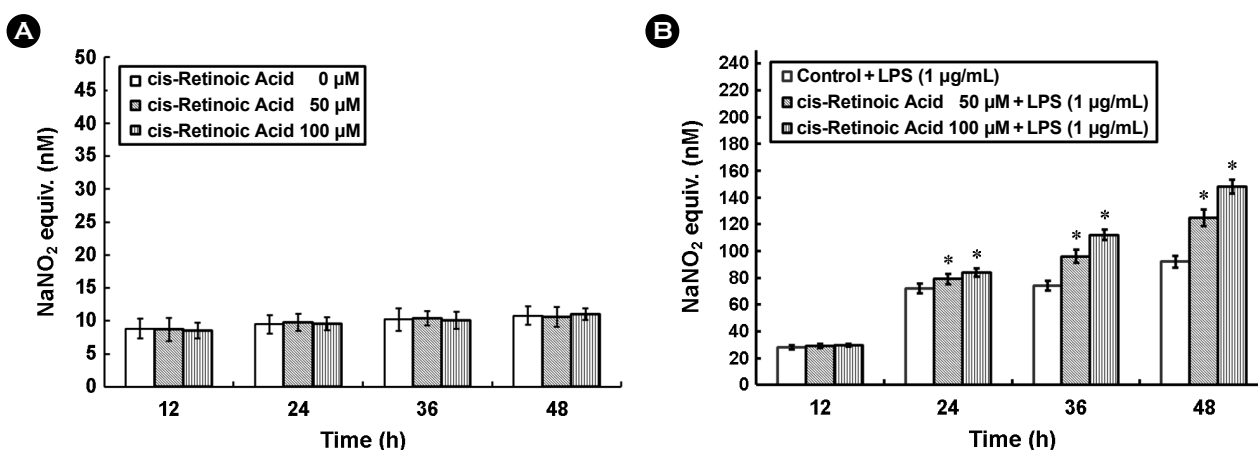 A
NaNO2 equiv. (nM)
50
45
40
35
30
25
20
15
10
5
0
cis-Retinoic Acid 0 µM
cis-Retinoic Acid 50 µM
cis-Retinoic Acid 100 µM
12 24 36 48
Time (h)
B
NaNO2 equiv. (nM)
240
220
200
180
160
140
120
100
80
60
40
20
0
Control + LPS (1 µg/mL)
cis-Retinoic Acid 50 µM + LPS (1 µg/mL)
cis-Retinoic Acid 100 µM + LPS (1 µg/mL)
* *
* *
* *
12 24 36 48
Time (h)